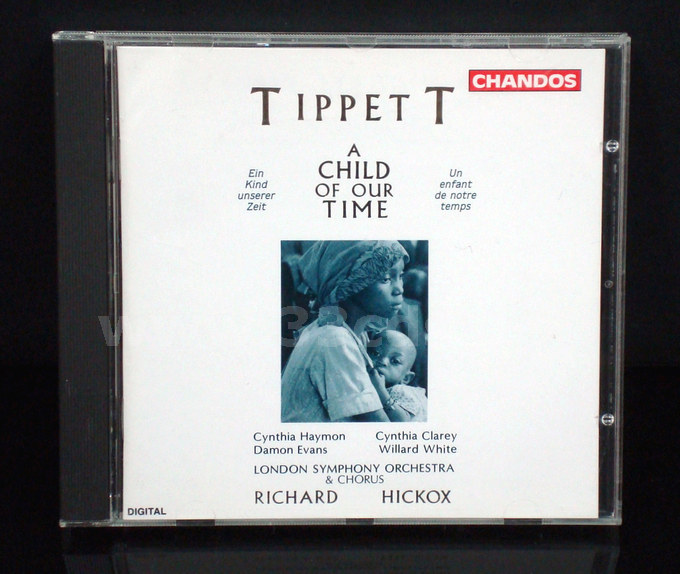 TIPPETT
CHANDOS
A
CHILD
OF OUR
TIME
Ein
Kind
unserer
Zeit
Un
enfant
de notre
temps
Cynthia Haymon Cynthia Clarey
Damon Evans Willard White
LONDON SYMPHONY ORCHESTRA
& CHORUS
RICHARD HICKOX
DIGITAL